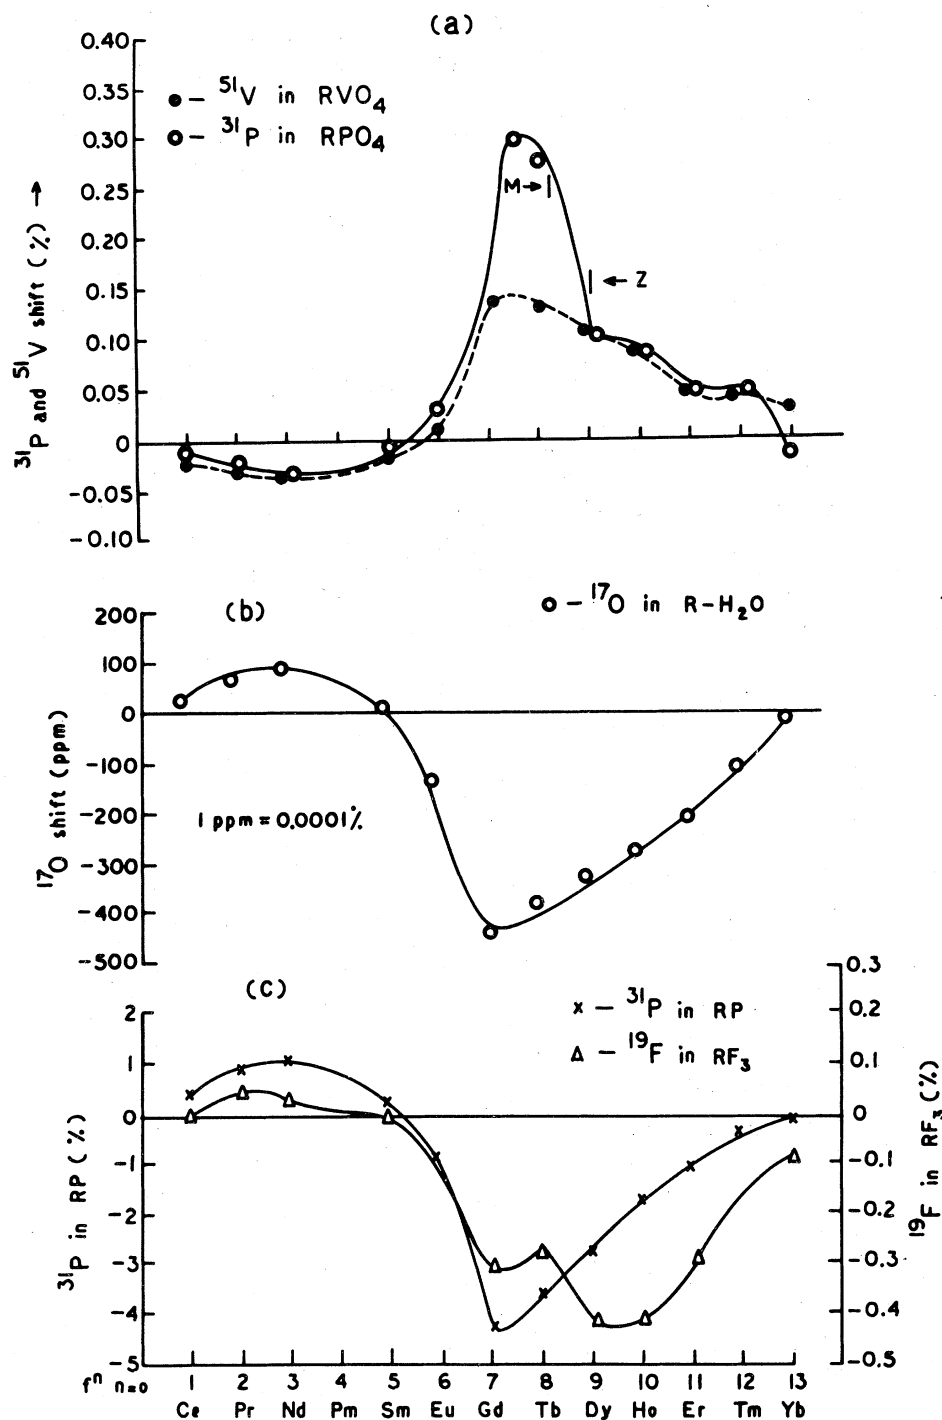 (a)
0.40
0.35
0.30
0.25
0.20
0.15
0.10
0.05
0
-0.05
-0.10
³¹P and ⁵¹V shift (%) →
●- ⁵¹V in RVO₄
○- ³¹P in RPO₄
M→|
|←Z
(b)
○-¹⁷O in R-H₂O
200
100
0
-100
-200
-300
-400
-500
¹⁷O shift (ppm)
1 ppm = 0.0001%
(c)
x - ³¹P in RP
Δ - ¹⁹F in RF₃
2
1
0
-1
-2
-3
-4
-5
³¹P in RP (%)
0.3
0.2
0.1
0
-0.1
-0.2
-0.3
-0.4
-0.5
¹⁹F in RF₃ (%)
fⁿ n=0 1 2 3 4 5 6 7 8 9 10 11 12 13
Ce Pr Nd Pm Sm Eu Gd Tb Dy Ho Er Tm Yb